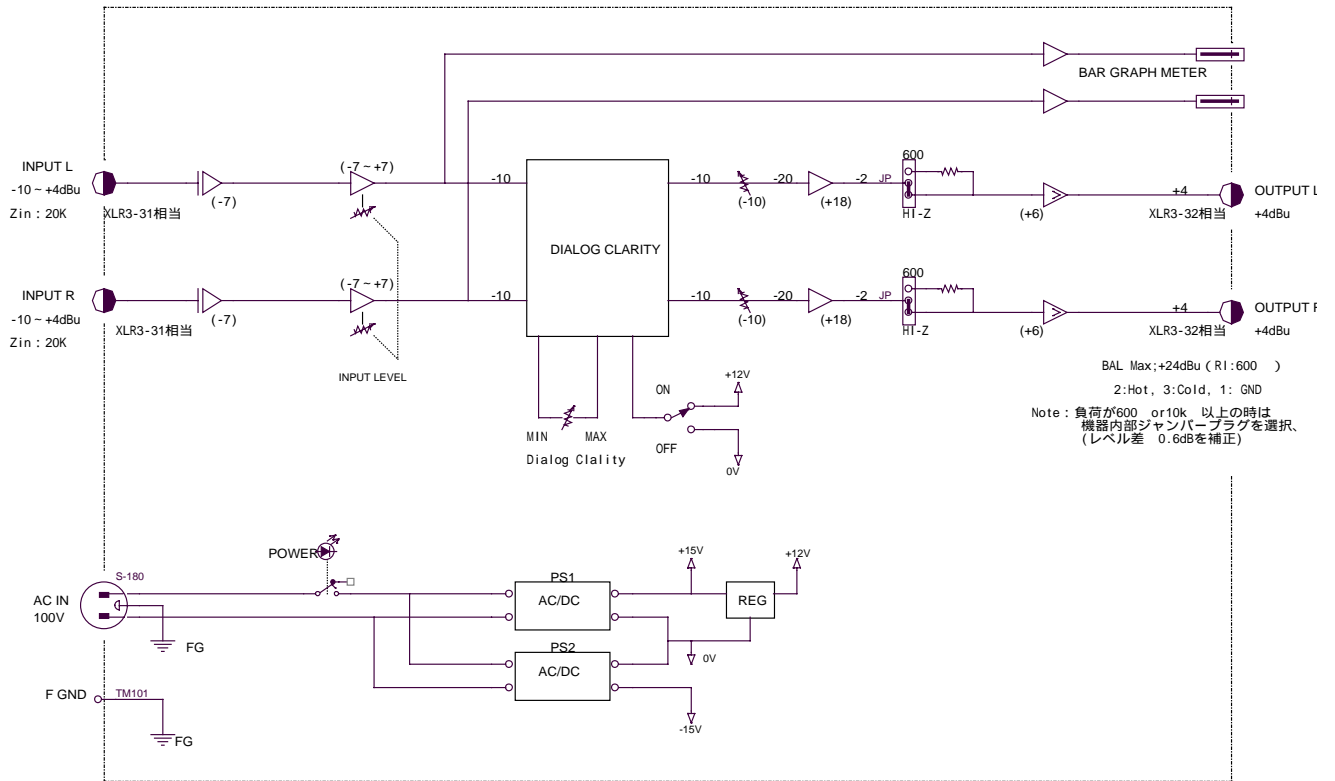 BAR GRAPH METER
INPUT L
-10～+4dBu
Zin : 20K
XLR3-31相当
(-7)
(-7～+7)
-10
DIALOG CLARITY
-10
(-10)
-20
(+18)
-2
JP
600
HI-Z
(+6)
+4
XLR3-32相当
OUTPUT L
+4dBu
INPUT R
-10～+4dBu
Zin : 20K
XLR3-31相当
(-7)
(-7～+7)
INPUT LEVEL
-10
-10
(-10)
-20
(+18)
-2
JP
600
HI-Z
(+6)
+4
XLR3-32相当
OUTPUT
+4dBu
BAL Max;+24dBu ( Rl:600 )
2:Hot, 3:Cold, 1: GND
Note : 負荷が600 or10k 以上の時は
機器内部ジャンパープラグを選択、
(レベル差 0.6dBを補正)
MIN
MAX
Dialog Clality
ON
OFF
+12V
0V
AC IN
100V
S-180
FG
POWER
PS1
AC/DC
PS2
AC/DC
+15V
REG
+12V
0V
-15V
F GND
TM101
FG